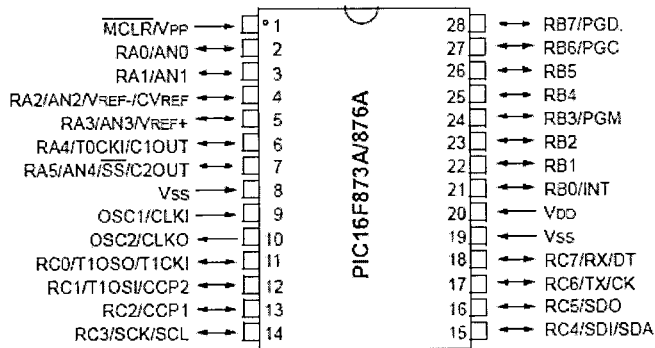 MCLR/VPP 1 28 RB7/PGD.
RA0/AN0 2 27 RB6/PGC
RA1/AN1 3 26 RB5
RA2/AN2/VREF-/CVREF 4 25 RB4
RA3/AN3/VREF+ 5 24 RB3/PGM
RA4/T0CKI/C1OUT 6 23 RB2
RA5/AN4/SS/C2OUT 7 22 RB1
VSS 8 21 RB0/INT
OSC1/CLKI 9 20 VDD
OSC2/CLKO 10 19 VSS
RC0/T1OSO/T1CKI 11 18 RC7/RX/DT
RC1/T1OSI/CCP2 12 17 RC6/TX/CK
RC2/CCP1 13 16 RC5/SDO
RC3/SCK/SCL 14 15 RC4/SDI/SDA
PIC16F873A/876A